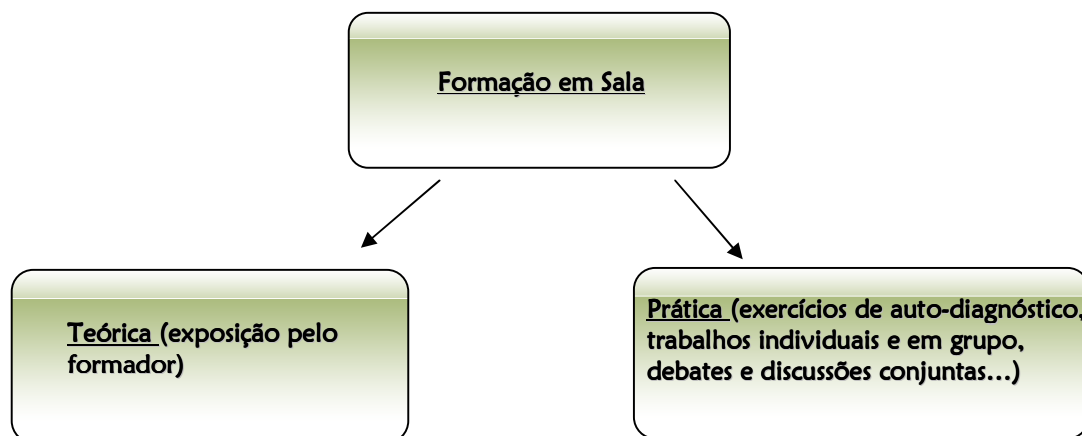 Formação em Sala
Teórica (exposição pelo
formador)
Prática (exercícios de auto-diagnóstico,
trabalhos individuais e em grupo,
debates e discussões conjuntas…)